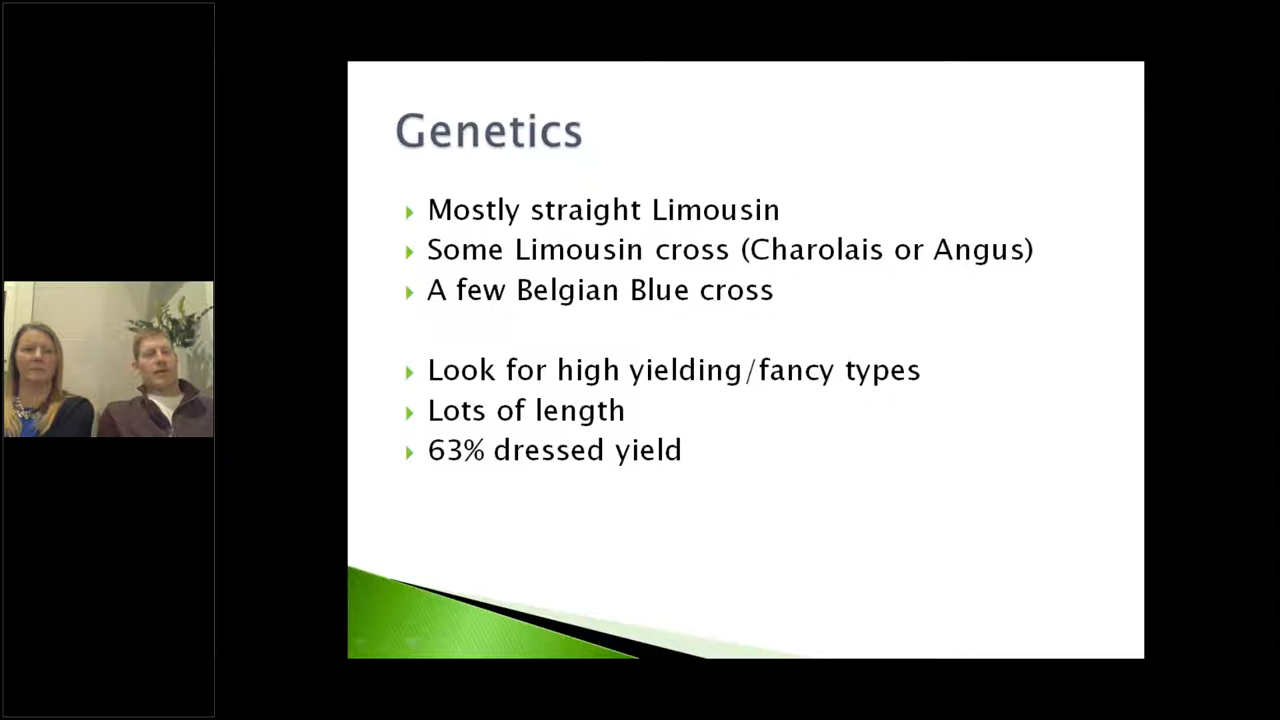 Genetics
Mostly straight Limousin
Some Limousin cross (Charolais or Angus)
A few Belgian Blue cross
Look for high yielding/fancy types
Lots of length
63% dressed yield